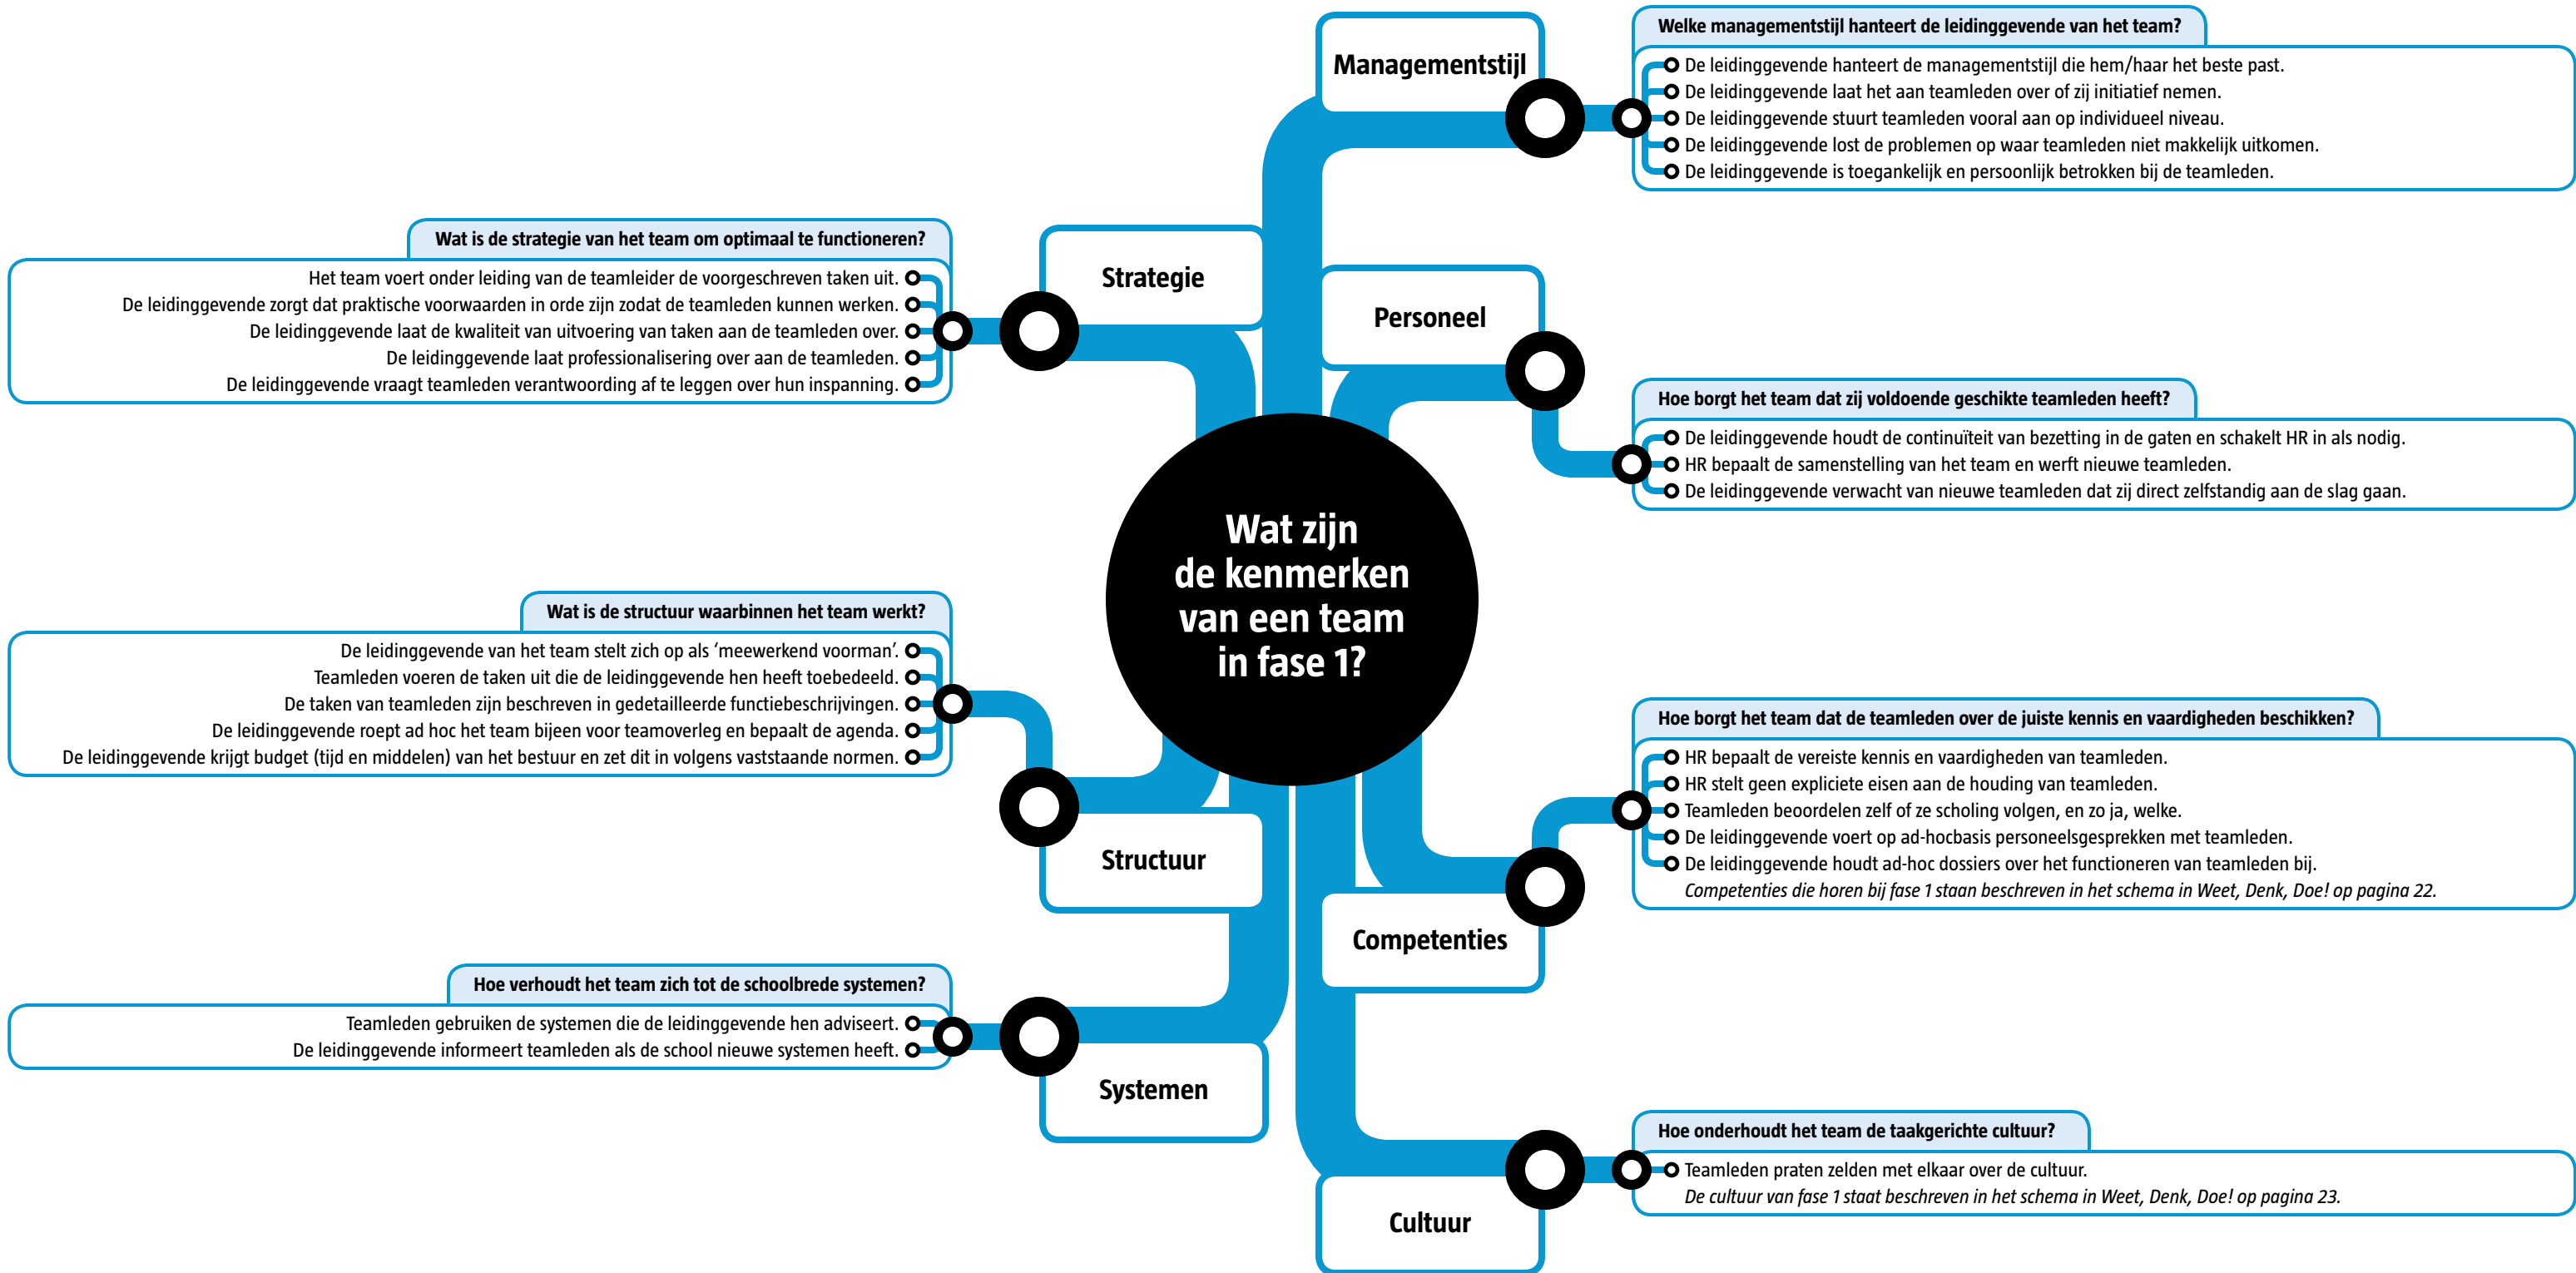 Wat zijn
de kenmerken
van een team
in fase 1?
Managementstijl
Welke managementstijl hanteert de leidinggevende van het team?
De leidinggevende hanteert de managementstijl die hem/haar het beste past.
De leidinggevende laat het aan teamleden over of zij initiatief nemen.
De leidinggevende stuurt teamleden vooral aan op individueel niveau.
De leidinggevende lost de problemen op waar teamleden niet makkelijk uitkomen.
De leidinggevende is toegankelijk en persoonlijk betrokken bij de teamleden.
Strategie
Wat is de strategie van het team om optimaal te functioneren?
Het team voert onder leiding van de teamleider de voorgeschreven taken uit.
De leidinggevende zorgt dat praktische voorwaarden in orde zijn zodat de teamleden kunnen werken.
De leidinggevende laat de kwaliteit van uitvoering van taken aan de teamleden over.
De leidinggevende laat professionalisering over aan de teamleden.
De leidinggevende vraagt teamleden verantwoording af te leggen over hun inspanning.
Personeel
Hoe borgt het team dat zij voldoende geschikte teamleden heeft?
De leidinggevende houdt de continuïteit van bezetting in de gaten en schakelt HR in als nodig.
HR bepaalt de samenstelling van het team en werft nieuwe teamleden.
De leidinggevende verwacht van nieuwe teamleden dat zij direct zelfstandig aan de slag gaan.
Structuur
Wat is de structuur waarbinnen het team werkt?
De leidinggevende van het team stelt zich op als ‘meewerkend voorman’.
Teamleden voeren de taken uit die de leidinggevende hen heeft toebedeeld.
De taken van teamleden zijn beschreven in gedetailleerde functiebeschrijvingen.
De leidinggevende roept ad hoc het team bijeen voor teamoverleg en bepaalt de agenda.
De leidinggevende krijgt budget (tijd en middelen) van het bestuur en zet dit in volgens vaststaande normen.
Competenties
Hoe borgt het team dat de teamleden over de juiste kennis en vaardigheden beschikken?
HR bepaalt de vereiste kennis en vaardigheden van teamleden.
HR stelt geen expliciete eisen aan de houding van teamleden.
Teamleden beoordelen zelf of ze scholing volgen, en zo ja, welke.
De leidinggevende voert op ad-hocbasis personeelsgesprekken met teamleden.
De leidinggevende houdt ad-hoc dossiers over het functioneren van teamleden bij.
Competenties die horen bij fase 1 staan beschreven in het schema in Weet, Denk, Doe! op pagina 22.
Systemen
Hoe verhoudt het team zich tot de schoolbrede systemen?
Teamleden gebruiken de systemen die de leidinggevende hen adviseert.
De leidinggevende informeert teamleden als de school nieuwe systemen heeft.
Cultuur
Hoe onderhoudt het team de taakgerichte cultuur?
Teamleden praten zelden met elkaar over de cultuur.
De cultuur van fase 1 staat beschreven in het schema in Weet, Denk, Doe! op pagina 23.